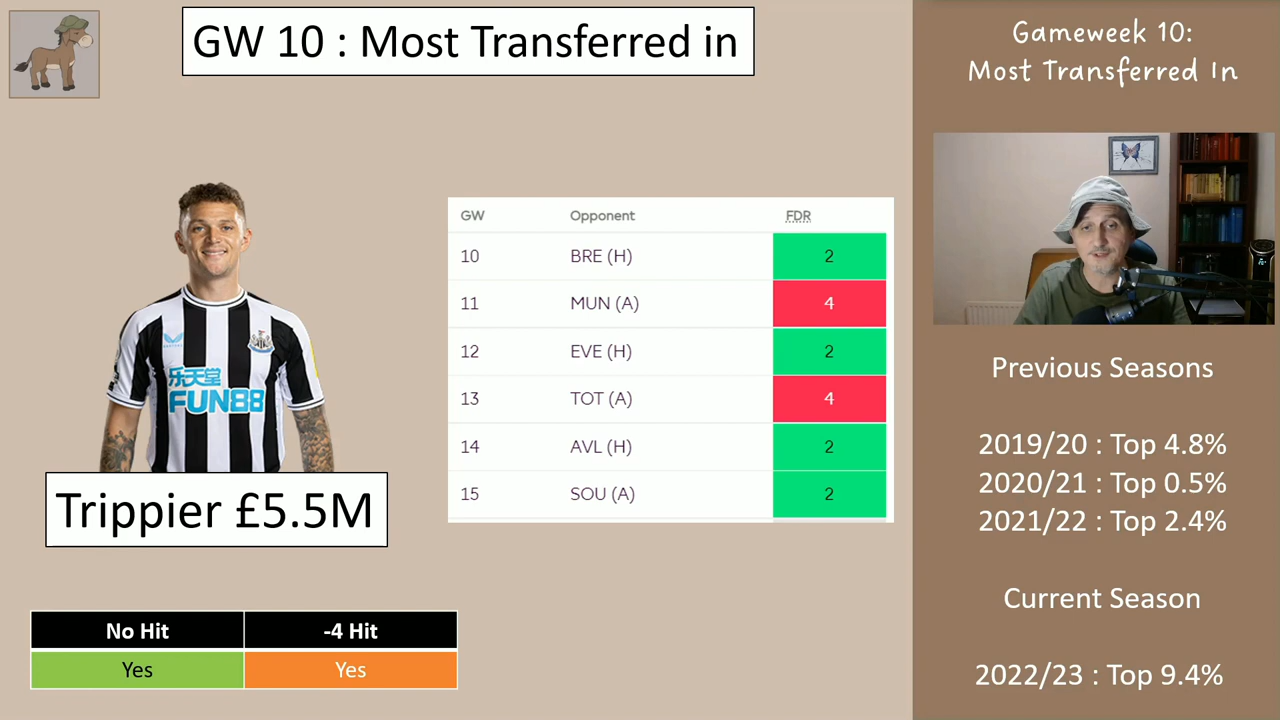 GW 10 : Most Transferred in
Gameweek 10:
Most Transferred In
GW Opponent FDR
10 BRE (H) 2
11 MUN (A) 4
12 EVE (H) 2
13 TOT (A) 4
14 AVL (H) 2
15 SOU (A) 2
乐天堂
FUN88
Trippier £5.5M
No Hit -4 Hit
Yes Yes
Previous Seasons
2019/20 : Top 4.8%
2020/21 : Top 0.5%
2021/22 : Top 2.4%
Current Season
2022/23 : Top 9.4%